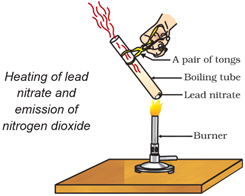 Heating of lead
nitrate and
emission of
nitrogen dioxide
A pair of tongs
Boiling tube
Lead nitrate
Burner